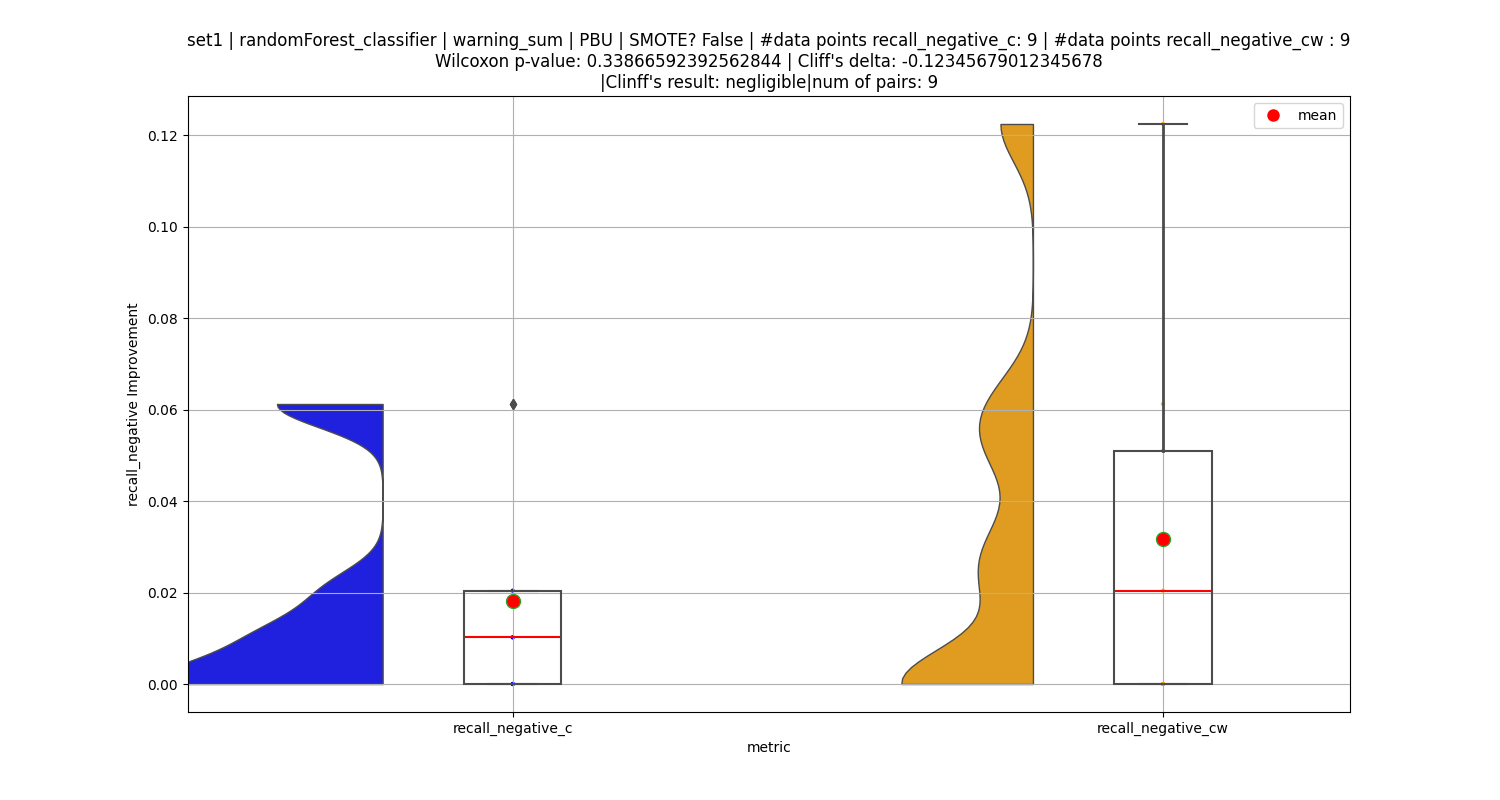 set1 | randomForest_classifier | warning_sum | PBU | SMOTE? False | #data points recall_negative_c: 9 | #data points recall_negative_cw : 9
Wilcoxon p-value: 0.33866592392562844 | Cliff's delta: -0.12345679012345678
|Clinff's result: negligible|num of pairs: 9
mean
0.12
0.10
0.08
0.06
0.04
0.02
0.00
recall_negative Improvement
recall_negative_c
recall_negative_cw
metric